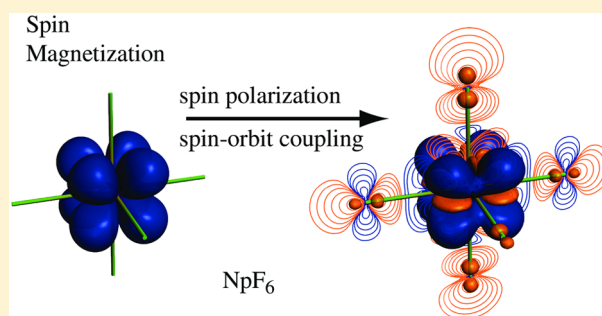 Spin
Magnetization
spin polarization
spin-orbit coupling
NpF₆